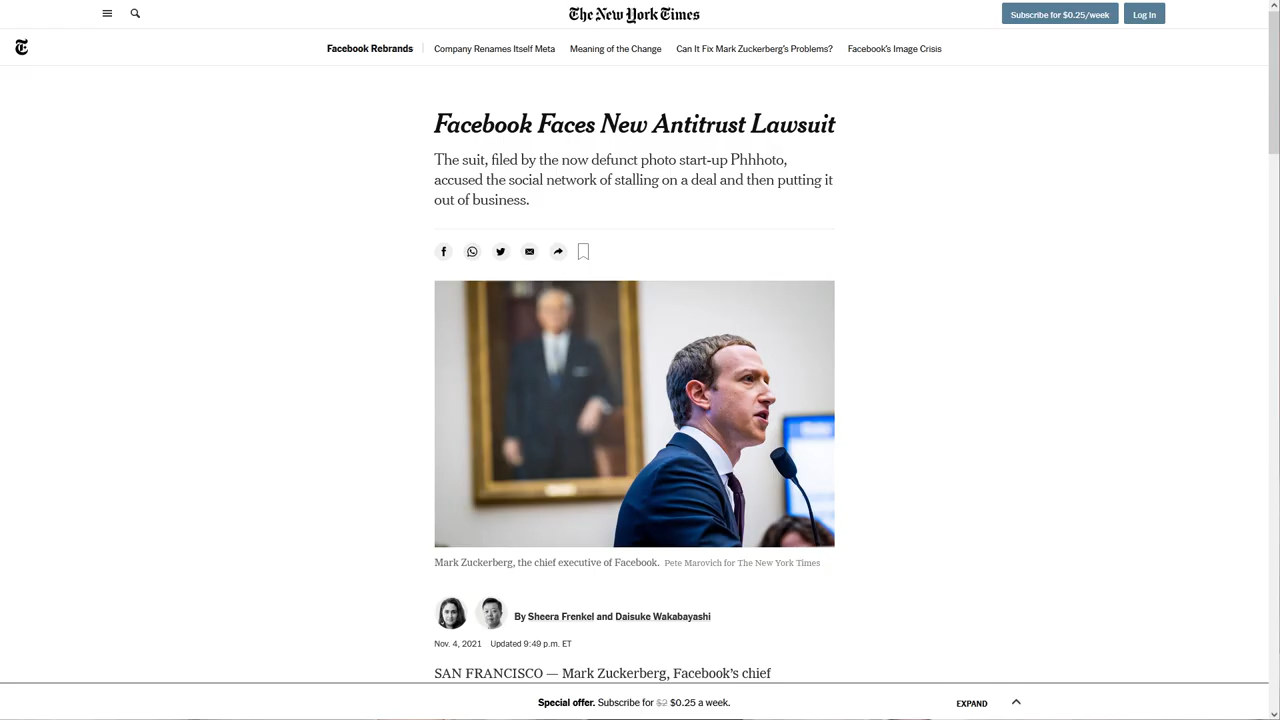 The New York Times
Subscribe for $0.25/week
Log In
T
Facebook Rebrands
Company Renames Itself Meta
Meaning of the Change
Can It Fix Mark Zuckerberg's Problems?
Facebook's Image Crisis
Facebook Faces New Antitrust Lawsuit
The suit, filed by the now defunct photo start-up Phhhoto,
accused the social network of stalling on a deal and then putting it
out of business.
Mark Zuckerberg, the chief executive of Facebook. Pete Marovich for The New York Times
By Sheera Frenkel and Daisuke Wakabayashi
Nov. 4, 2021 Updated 9:49 p.m. ET
SAN FRANCISCO — Mark Zuckerberg, Facebook's chief
Special offer. Subscribe for $2 $0.25 a week.
EXPAND